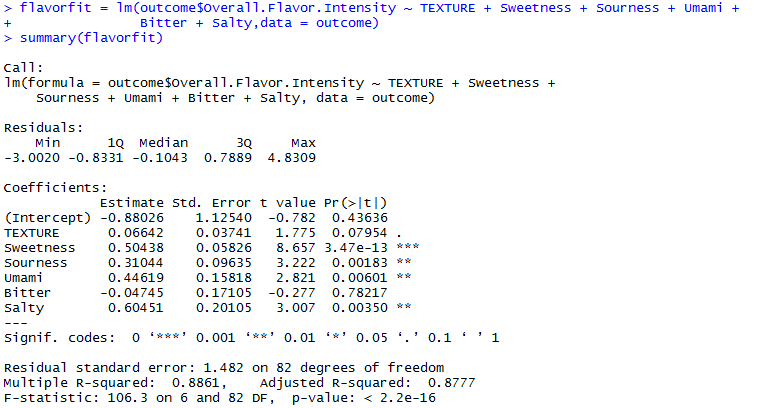 > flavorfit = lm(outcome$Overall.Flavor.Intensity ~ TEXTURE + Sweetness + Sourness + Umami +
+                Bitter + Salty,data = outcome)
> summary(flavorfit)

Call:
lm(formula = outcome$Overall.Flavor.Intensity ~ TEXTURE + Sweetness +
    Sourness + Umami + Bitter + Salty, data = outcome)

Residuals:
    Min      1Q  Median      3Q     Max
-3.0020 -0.8331 -0.1043  0.7889  4.8309

Coefficients:
            Estimate Std. Error t value Pr(>|t|)
(Intercept) -0.88026    1.12540  -0.782  0.43636
TEXTURE      0.06642    0.03741   1.775  0.07954 .
Sweetness    0.50438    0.05826   8.657 3.47e-13 ***
Sourness     0.31044    0.09635   3.222  0.00183 **
Umami        0.44619    0.15818   2.821  0.00601 **
Bitter      -0.04745    0.17105  -0.277  0.78217
Salty        0.60451    0.20105   3.007  0.00350 **
---
Signif. codes:  0 ‘***’ 0.001 ‘**’ 0.01 ‘*’ 0.05 ‘.’ 0.1 ‘ ’ 1

Residual standard error: 1.482 on 82 degrees of freedom
Multiple R-squared:  0.8861,    Adjusted R-squared:  0.8777
F-statistic: 106.3 on 6 and 82 DF,  p-value: < 2.2e-16